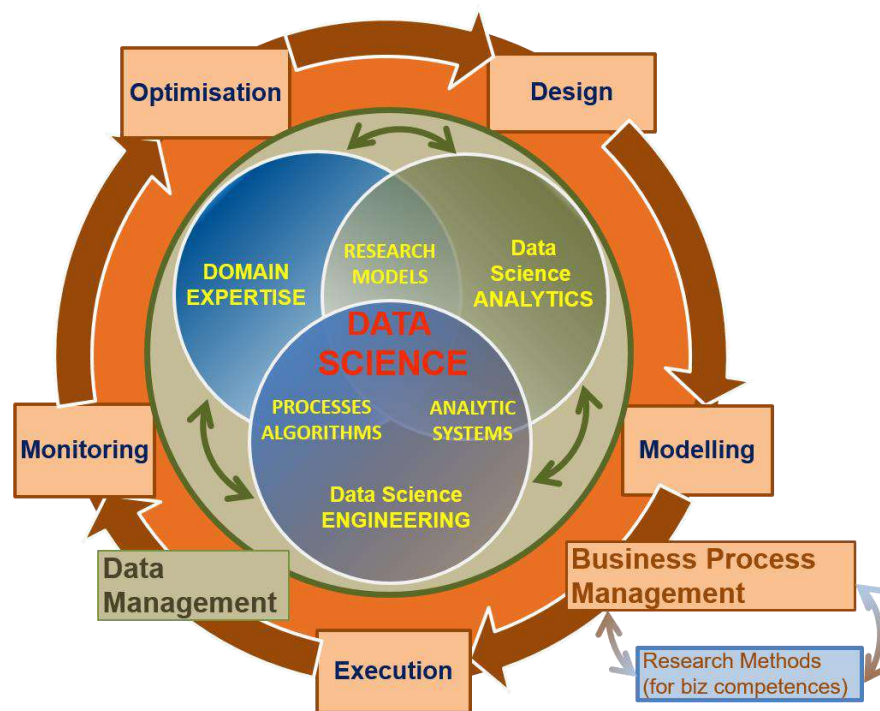 Optimisation
Design
RESEARCH
MODELS
Data
Science
ANALYTICS
DOMAIN
EXPERTISE
DATA
SCIENCE
PROCESSES
ALGORITHMS
ANALYTIC
SYSTEMS
Monitoring
Modelling
Data Science
ENGINEERING
Data
Management
Business Process
Management
Execution
Research Methods
(for biz competences)